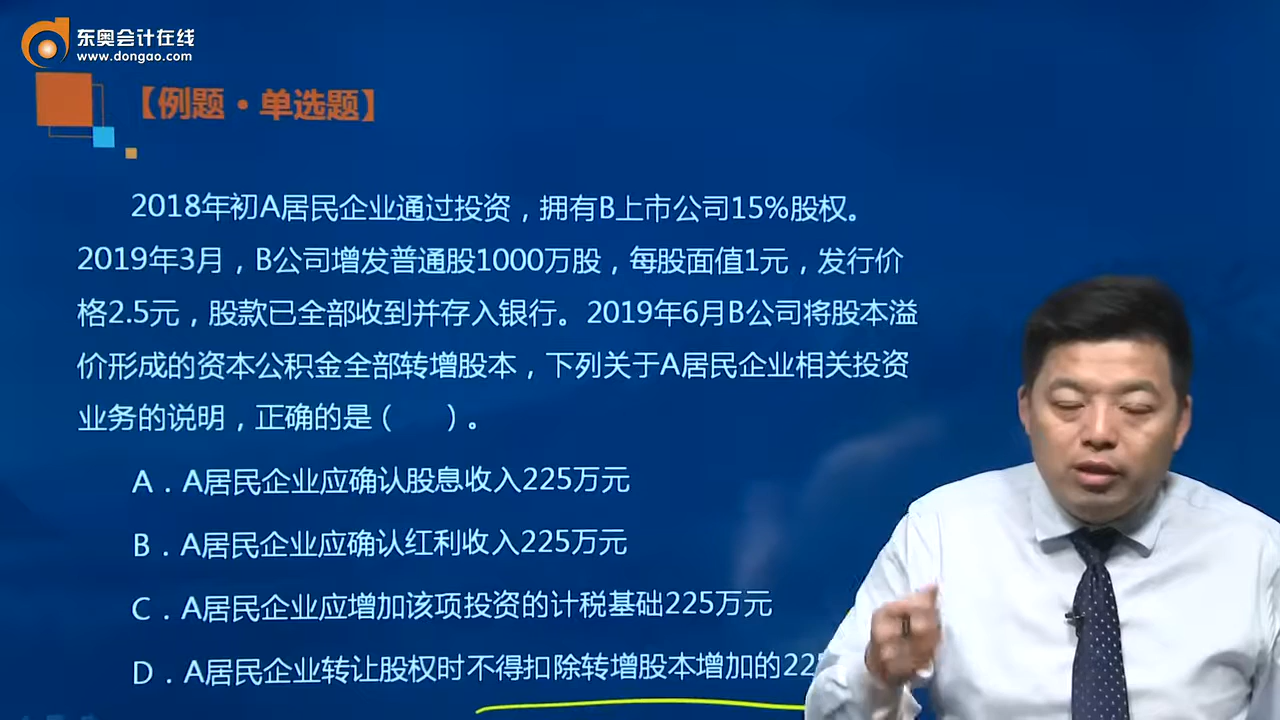 东奥会计在线
www.dongao.com
【例题·单选题】
2018年初A居民企业通过投资，拥有B上市公司15%股权。
2019年3月，B公司增发普通股1000万股，每股面值1元，发行价
格2.5元，股款已全部收到并存入银行。2019年6月B公司将股本溢
价形成的资本公积金全部转增股本，下列关于A居民企业相关投资
业务的说明，正确的是（　　）。
A．A居民企业应确认股息收入225万元
B．A居民企业应确认红利收入225万元
C．A居民企业应增加该项投资的计税基础225万元
D．A居民企业转让股权时不得扣除转增股本增加的22